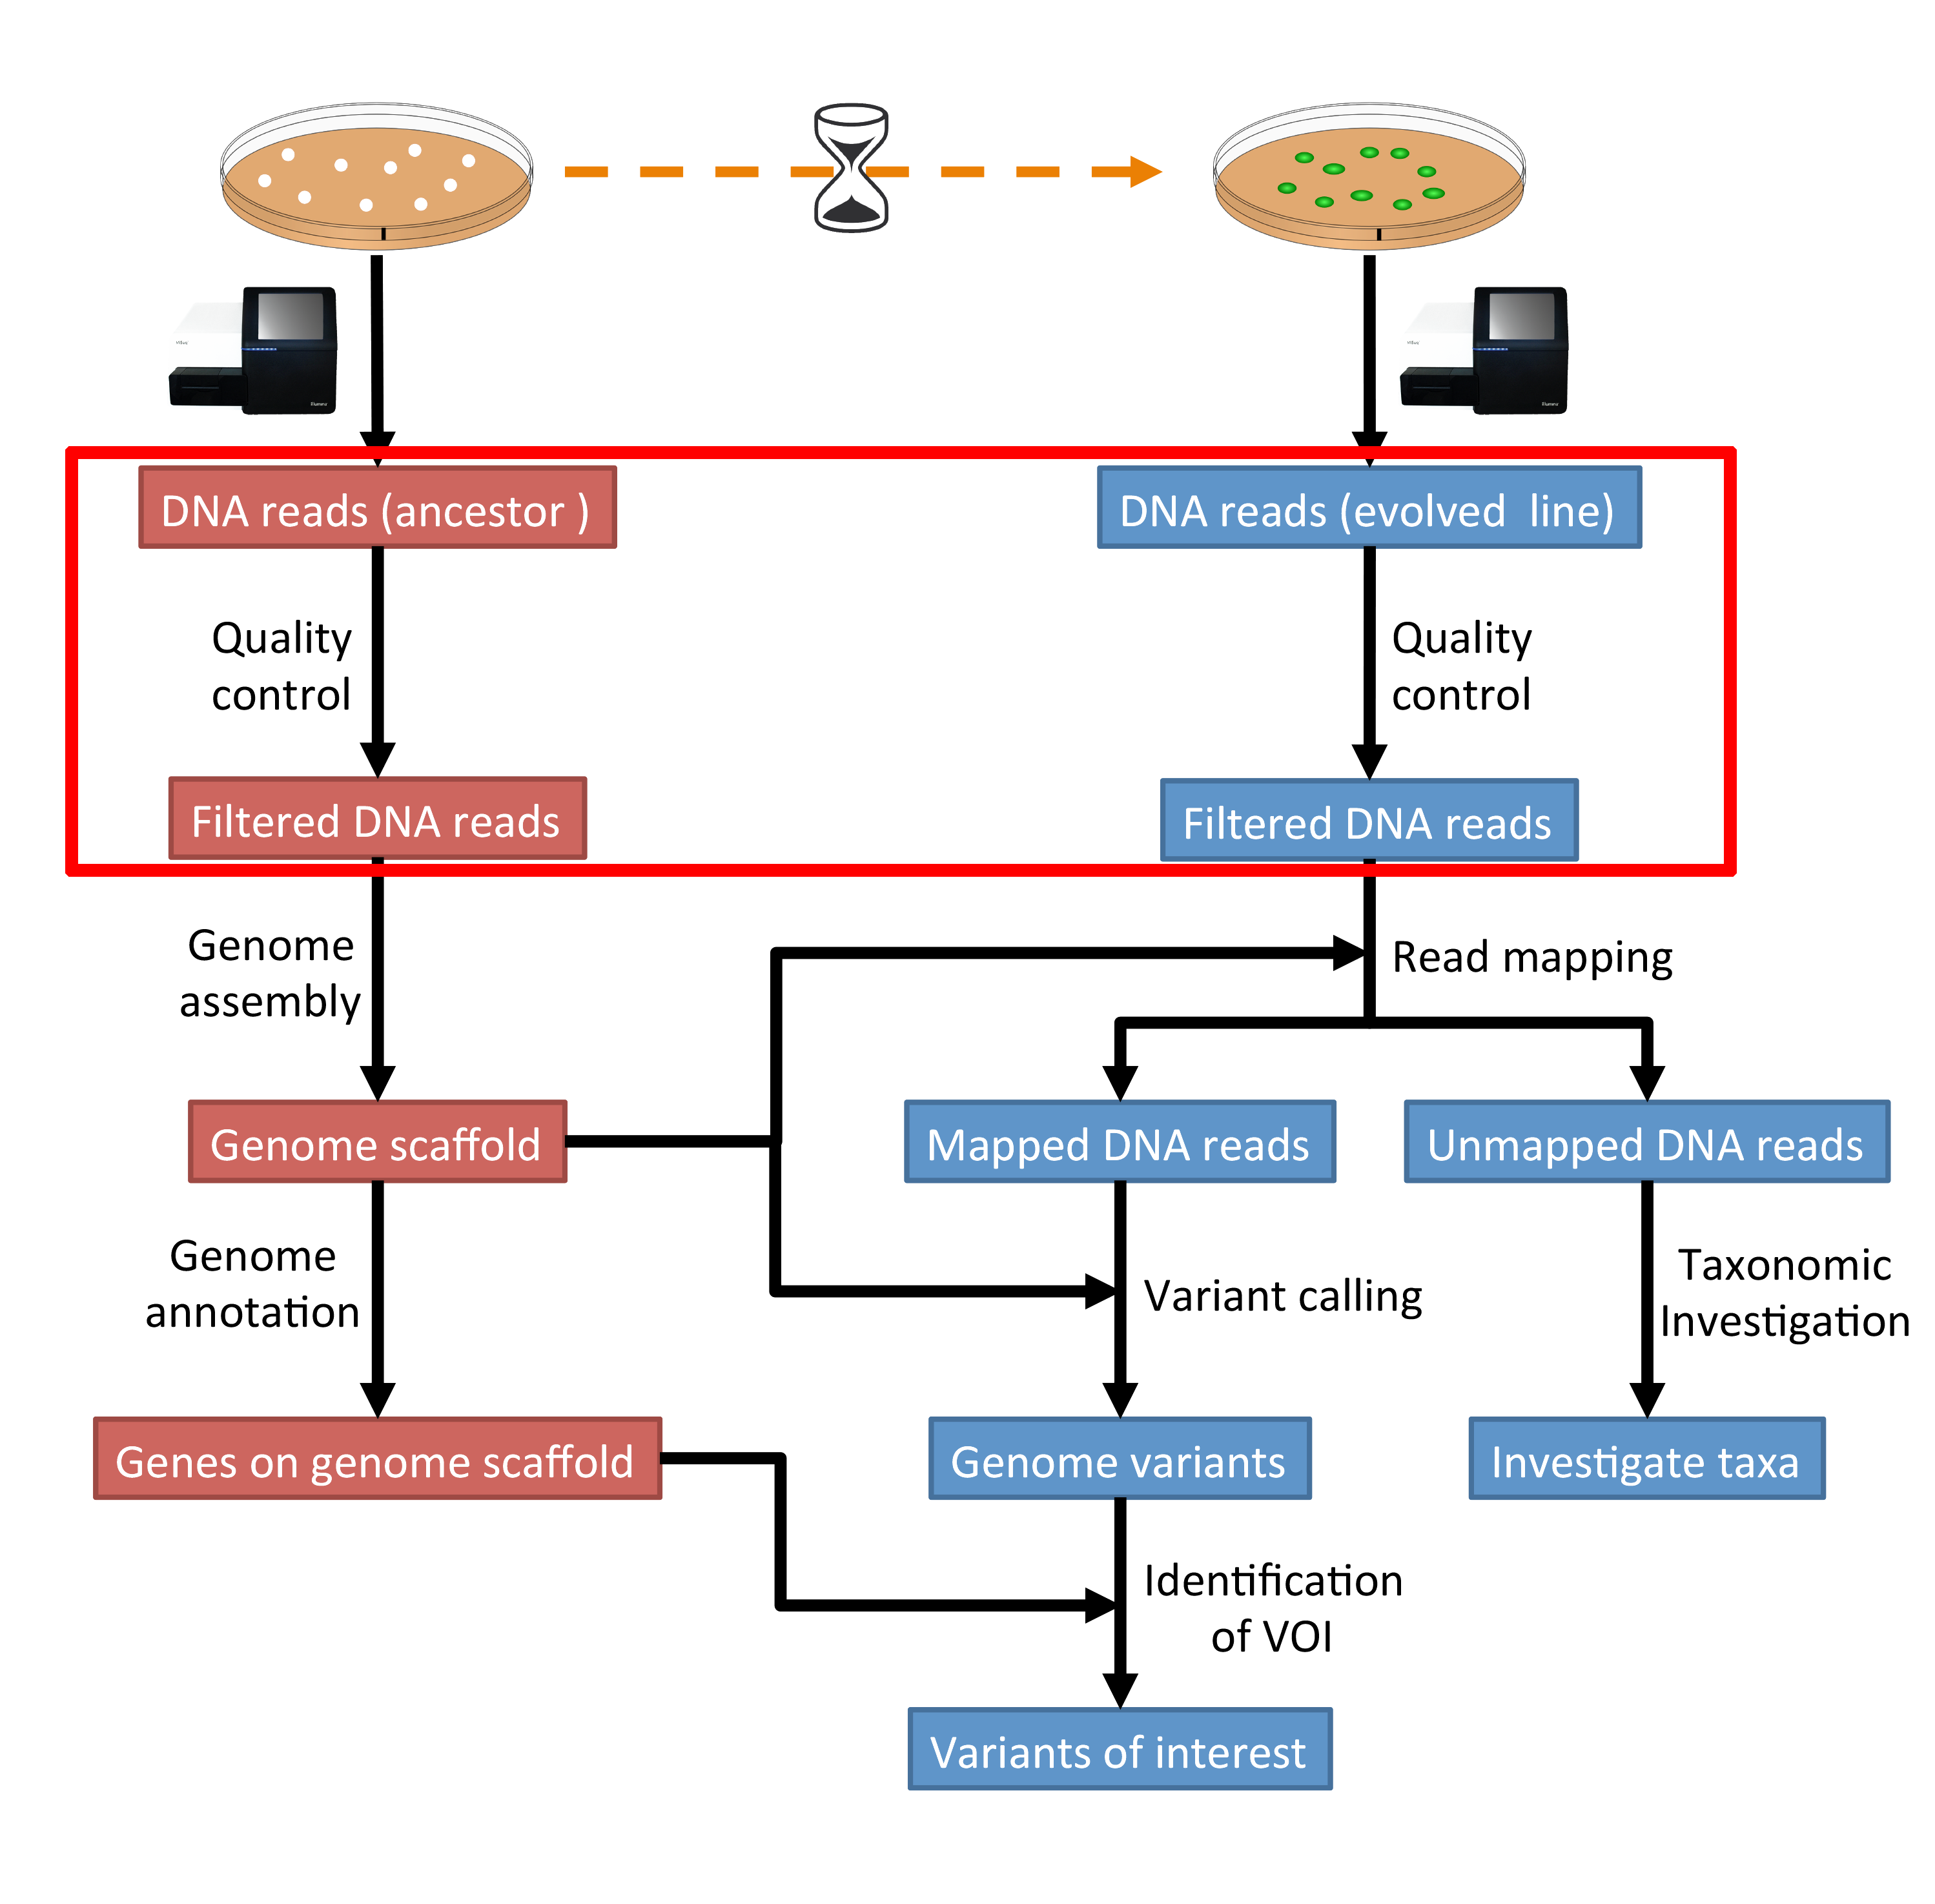 DNA reads (ancestor )
DNA reads (evolved  line)
Quality
control
Quality
control
Filtered DNA reads
Filtered DNA reads
Genome
assembly
Read mapping
Genome scaffold
Mapped DNA reads
Unmapped DNA reads
Genome
annotation
Variant calling
Taxonomic
Investigation
Genes on genome scaffold
Genome variants
Investigate taxa
Identification
of VOI
Variants of interest